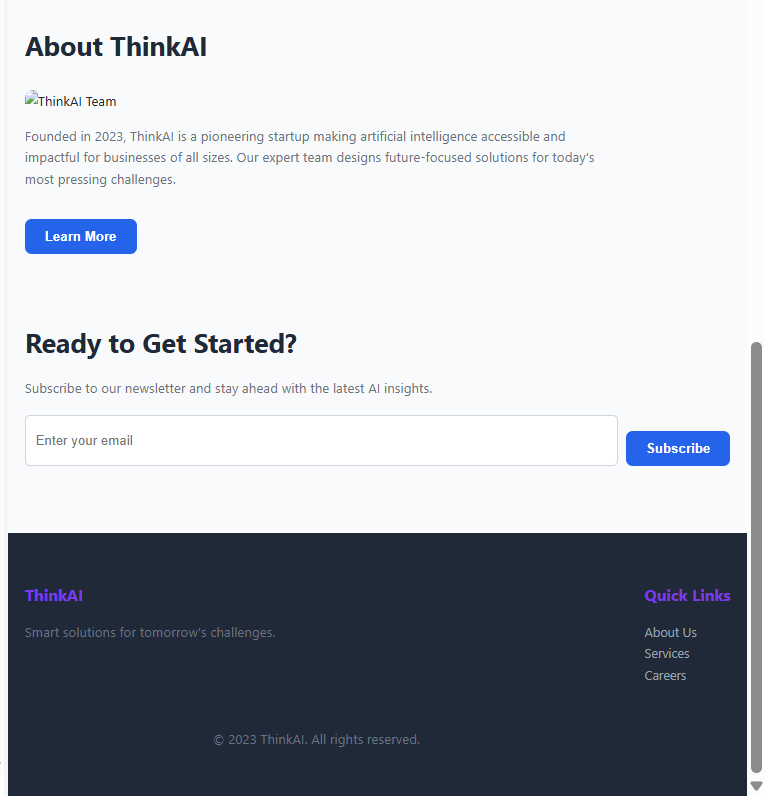 About ThinkAI
ThinkAI Team
Founded in 2023, ThinkAI is a pioneering startup making artificial intelligence accessible and
impactful for businesses of all sizes. Our expert team designs future-focused solutions for today's
most pressing challenges.
Learn More
Ready to Get Started?
Subscribe to our newsletter and stay ahead with the latest AI insights.
Enter your email
Subscribe
ThinkAI
Smart solutions for tomorrow's challenges.
Quick Links
About Us
Services
Careers
© 2023 ThinkAI. All rights reserved.